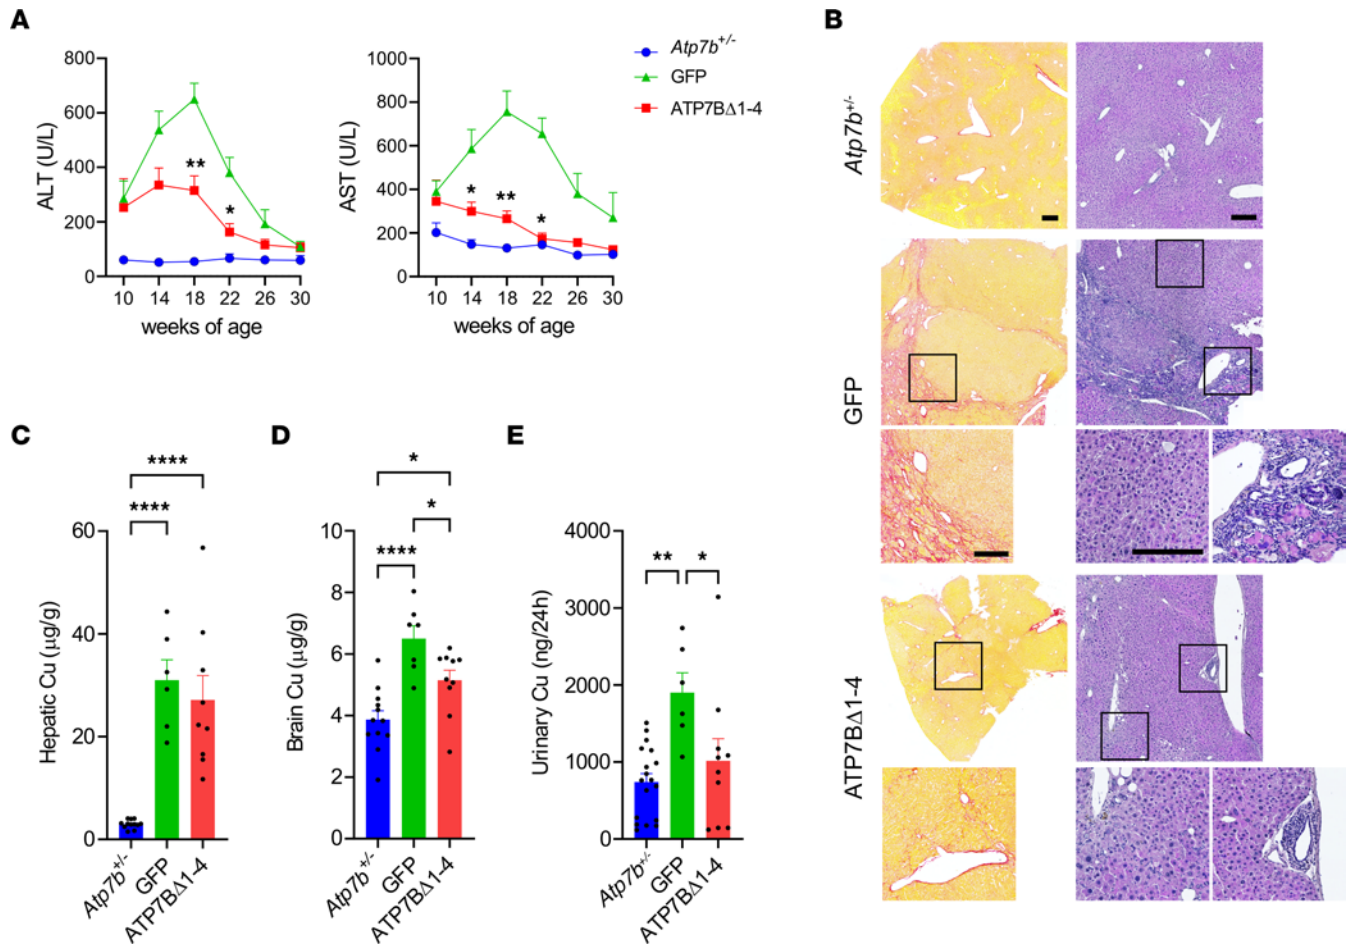 A
B
ALT (U/L)
800
600
400
200
0
**
*
10 14 18 22 26 30
weeks of age
AST (U/L)
1000
800
600
400
200
0
*
**
*
10 14 18 22 26 30
weeks of age
Atp7b+/-
GFP
ATP7BΔ1-4
Atp7b+/-
GFP
ATP7BΔ1-4
C
Hepatic Cu (μg/g)
60
40
20
0
****
****
Atp7b+/-
GFP
ATP7BΔ1-4
D
Brain Cu (μg/g)
10
8
6
4
2
0
*
*
****
Atp7b+/-
GFP
ATP7BΔ1-4
E
Urinary Cu (ng/24h)
4000
3000
2000
1000
0
**
*
Atp7b+/-
GFP
ATP7BΔ1-4